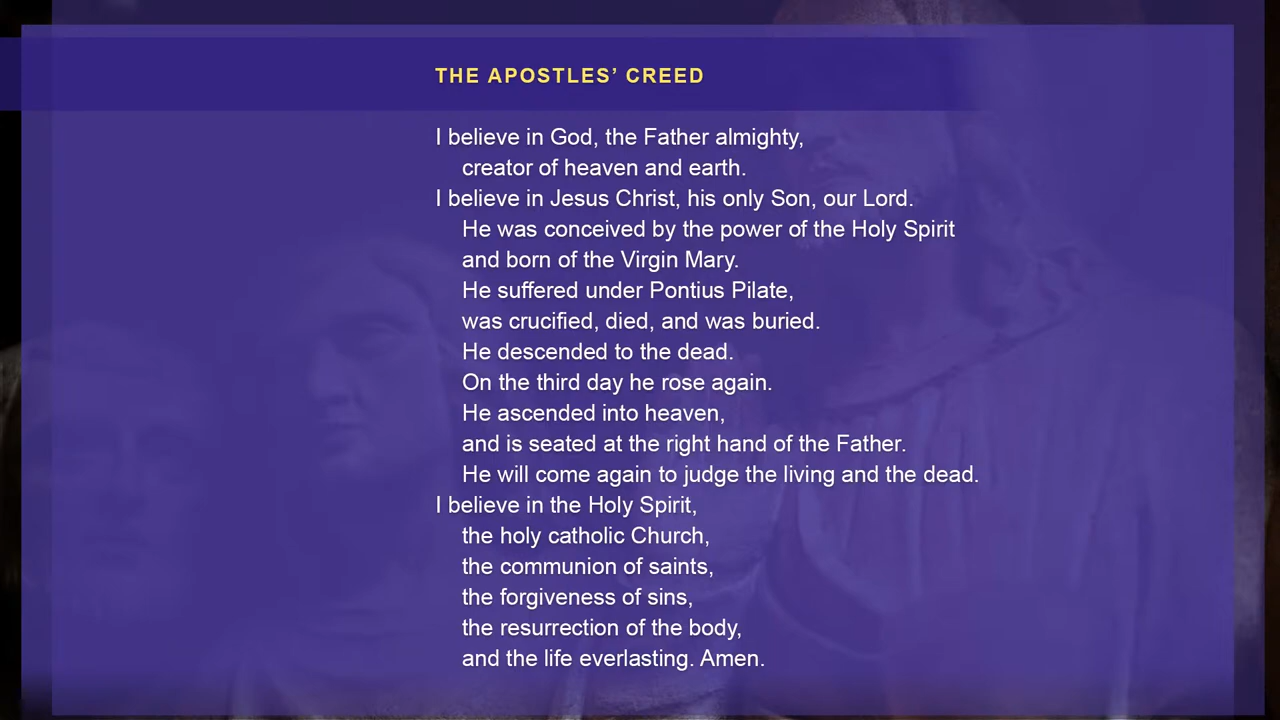 THE APOSTLES’ CREED
I believe in God, the Father almighty,
creator of heaven and earth.
I believe in Jesus Christ, his only Son, our Lord.
He was conceived by the power of the Holy Spirit
and born of the Virgin Mary.
He suffered under Pontius Pilate,
was crucified, died, and was buried.
He descended to the dead.
On the third day he rose again.
He ascended into heaven,
and is seated at the right hand of the Father.
He will come again to judge the living and the dead.
I believe in the Holy Spirit,
the holy catholic Church,
the communion of saints,
the forgiveness of sins,
the resurrection of the body,
and the life everlasting. Amen.